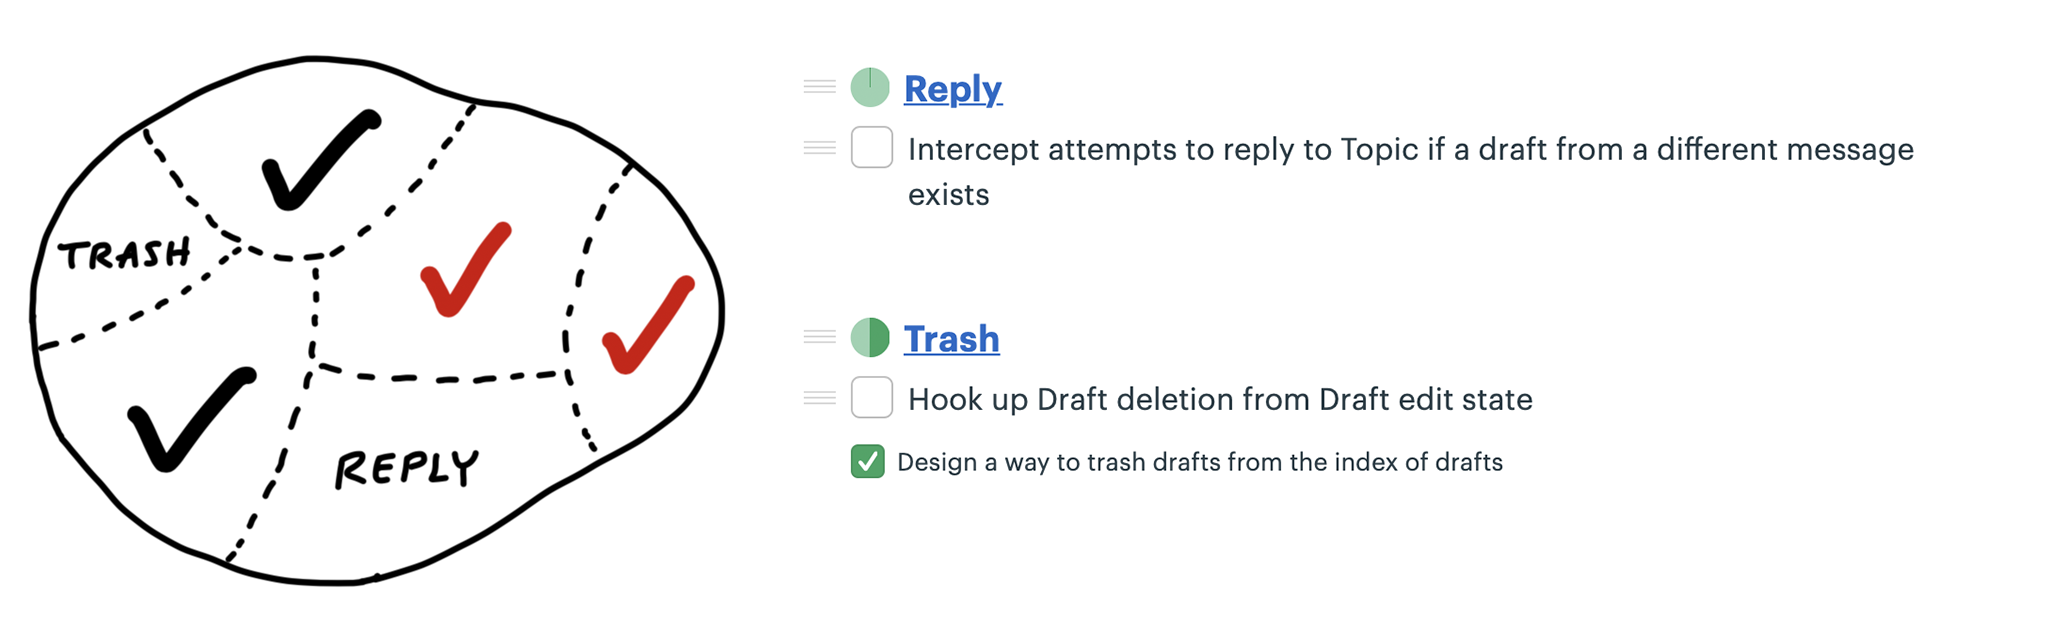 TRASH
REPLY
Reply
Intercept attempts to reply to Topic if a draft from a different message
exists
Trash
Hook up Draft deletion from Draft edit state
Design a way to trash drafts from the index of drafts